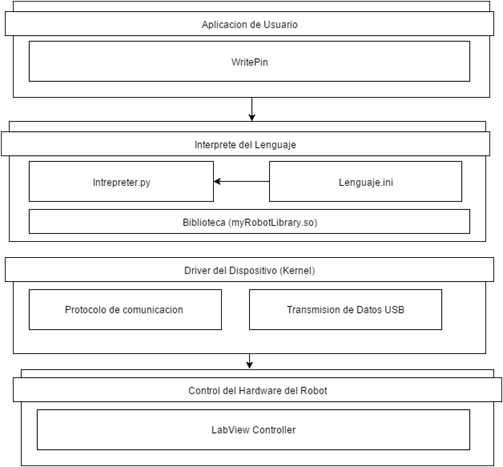 Aplicacion de Usuario
WritePin
Interprete del Lenguaje
Intrepreter.py
Lenguaje.ini
Biblioteca (myRobotLibrary.so)
Driver del Dispositivo (Kernel)
Protocolo de comunicacion
Transmision de Datos USB
Control del Hardware del Robot
LabView Controller